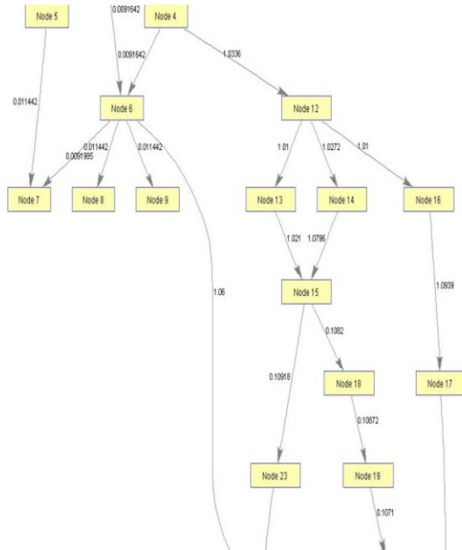 0.0091642
Node 5
Node 4
0.0091642
1.0336
0.011442
Node 6
Node 12
0.0091985
0.011442
0.011442
1.01
1.0272
1.01
Node 7
Node 8
Node 9
Node 13
Node 14
Node 16
1.021
1.0796
1.06
Node 15
1.0939
0.10918
0.1082
Node 18
Node 17
0.10872
Node 23
Node 19
0.1071